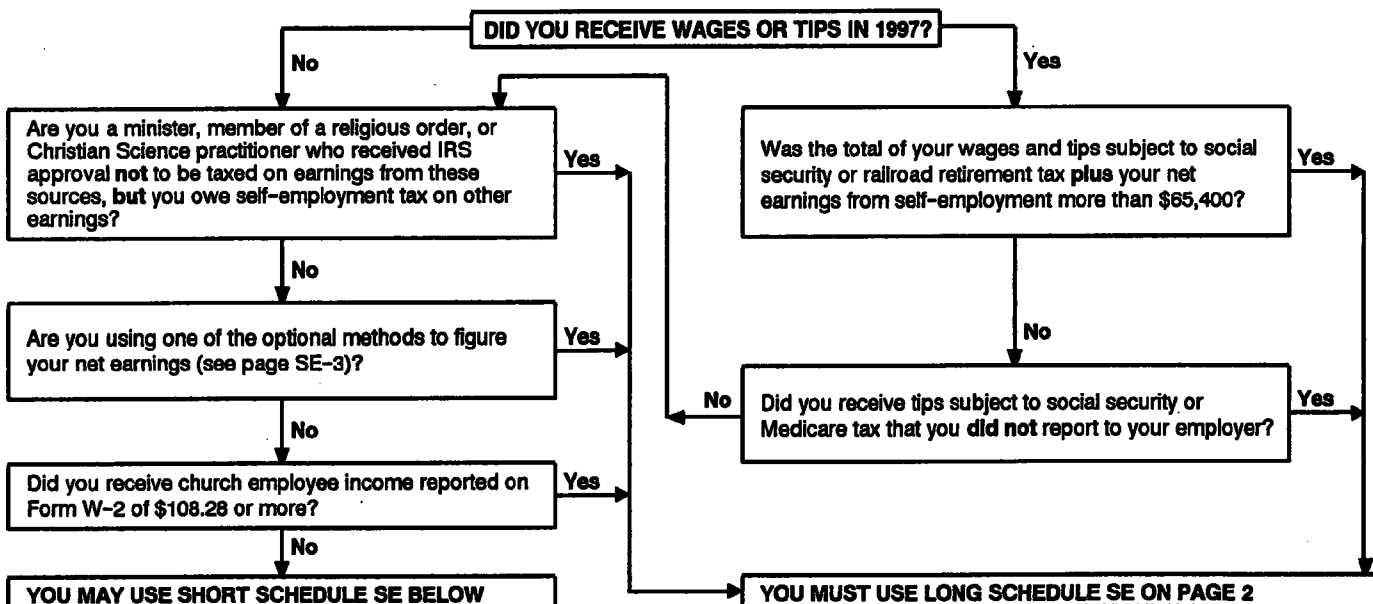 DID YOU RECEIVE WAGES OR TIPS IN 1997?
No
Yes
Are you a minister, member of a religious order, or
Christian Science practitioner who received IRS
approval not to be taxed on earnings from these
sources, but you owe self-employment tax on other
earnings?
Yes
Was the total of your wages and tips subject to social
security or railroad retirement tax plus your net
earnings from self-employment more than $65,400?
Yes
No
No
Are you using one of the optional methods to figure
your net earnings (see page SE-3)?
Yes
No
Did you receive tips subject to social security or
Medicare tax that you did not report to your employer?
Yes
No
Did you receive church employee income reported on
Form W-2 of $108.28 or more?
Yes
No
YOU MAY USE SHORT SCHEDULE SE BELOW
YOU MUST USE LONG SCHEDULE SE ON PAGE 2